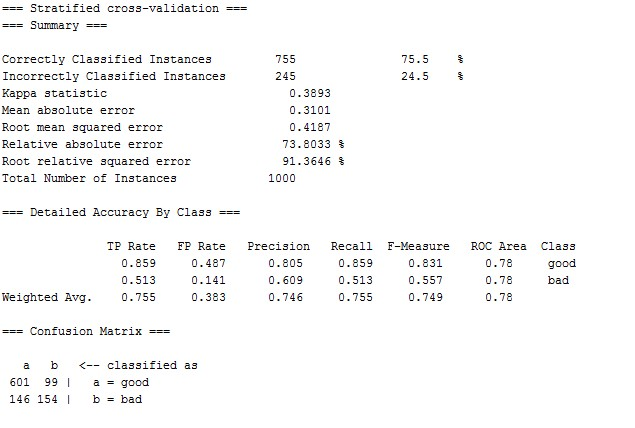 === Stratified cross-validation ===
=== Summary ===
Correctly Classified Instances 755 75.5 %
Incorrectly Classified Instances 245 24.5 %
Kappa statistic 0.3893
Mean absolute error 0.3101
Root mean squared error 0.4187
Relative absolute error 73.8033 %
Root relative squared error 91.3646 %
Total Number of Instances 1000
=== Detailed Accuracy By Class ===
TP Rate FP Rate Precision Recall F-Measure ROC Area Class
0.859 0.487 0.805 0.859 0.831 0.78 good
0.513 0.141 0.609 0.513 0.557 0.78 bad
Weighted Avg. 0.755 0.383 0.746 0.755 0.749 0.78
=== Confusion Matrix ===
a b <-- classified as
601 99 | a = good
146 154 | b = bad